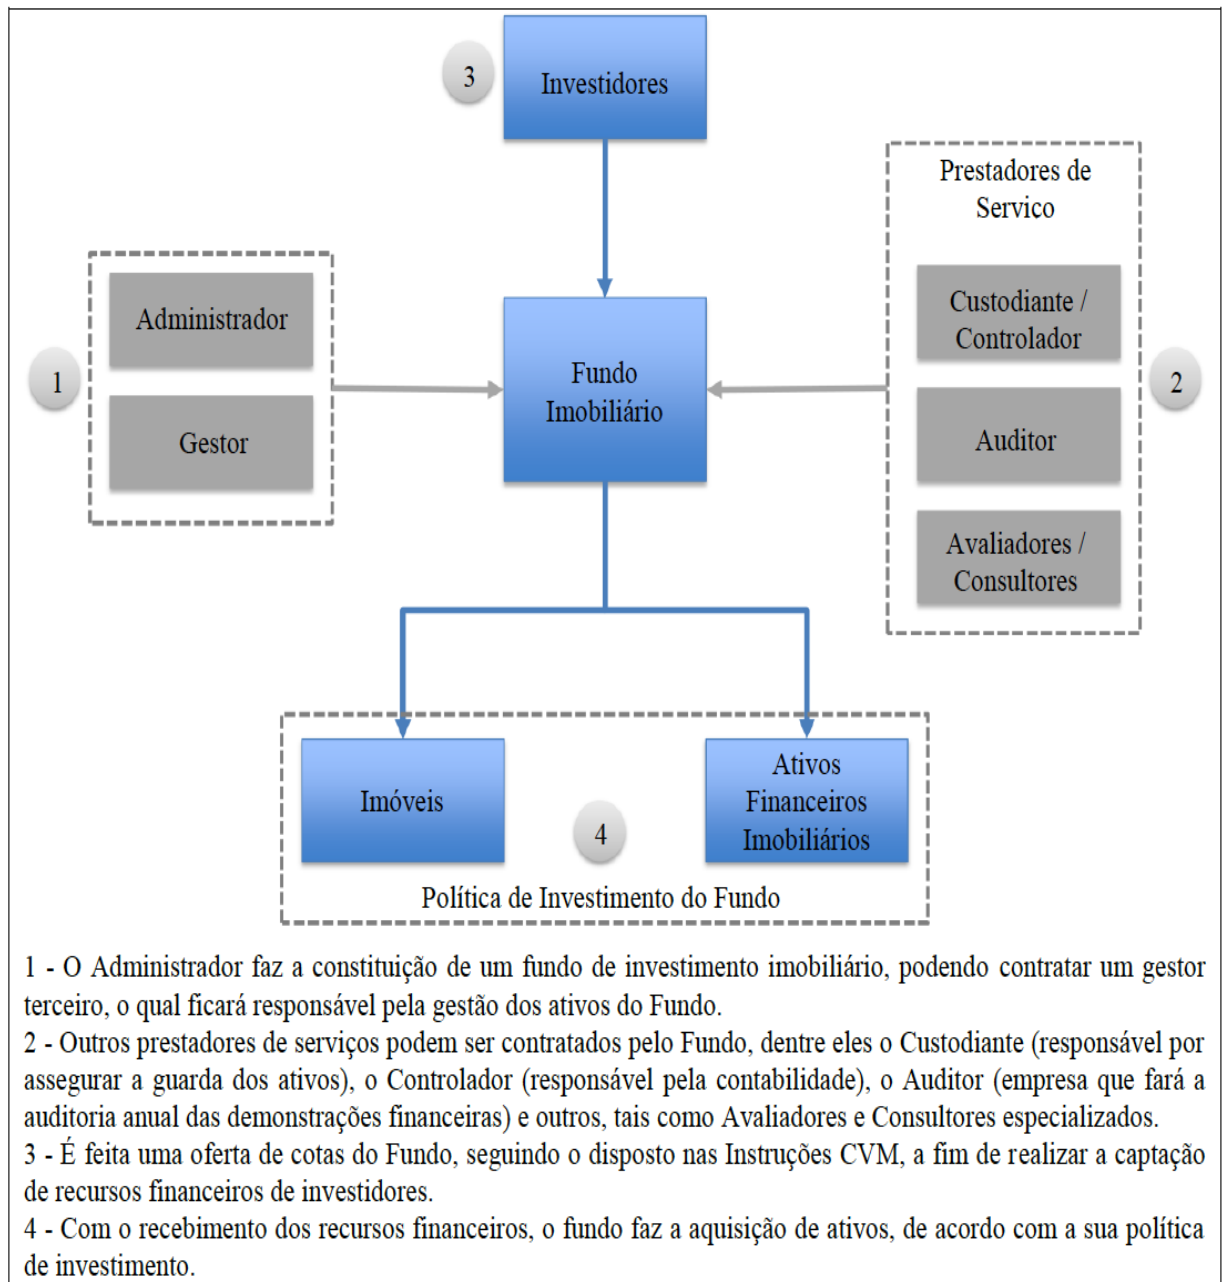 3
Investidores
Prestadores de
Servico
Administrador
Gestor
1
Fundo
Imobiliário
Custodiante /
Controlador
Auditor
Avaliadores /
Consultores
2
Imóveis
4
Ativos
Financeiros
Imobiliários
Política de Investimento do Fundo
1 - O Administrador faz a constituição de um fundo de investimento imobiliário, podendo contratar um gestor
terceiro, o qual ficará responsável pela gestão dos ativos do Fundo.
2 - Outros prestadores de serviços podem ser contratados pelo Fundo, dentre eles o Custodiante (responsável por
assegurar a guarda dos ativos), o Controlador (responsável pela contabilidade), o Auditor (empresa que fará a
auditoria anual das demonstrações financeiras) e outros, tais como Avaliadores e Consultores especializados.
3 - É feita uma oferta de cotas do Fundo, seguindo o disposto nas Instruções CVM, a fim de realizar a captação
de recursos financeiros de investidores.
4 - Com o recebimento dos recursos financeiros, o fundo faz a aquisição de ativos, de acordo com a sua política
de investimento.